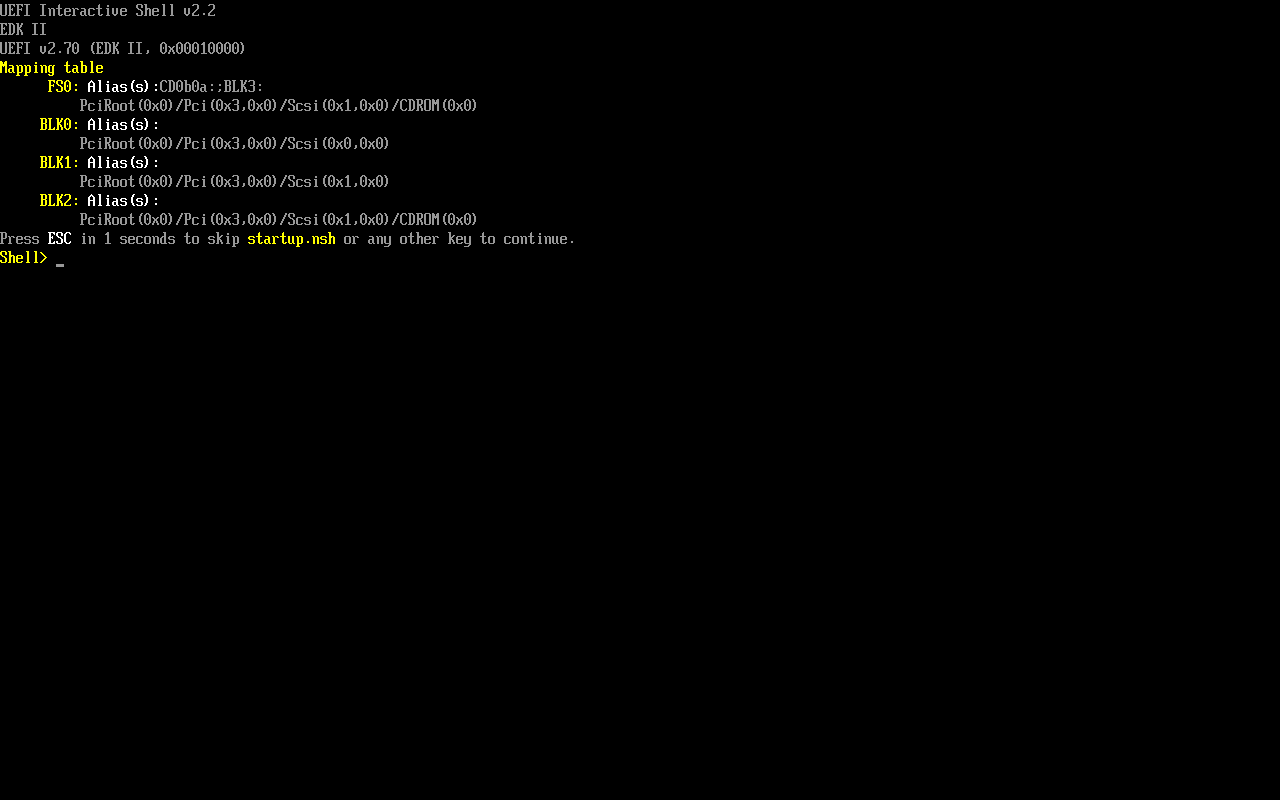 UEFI Interactive Shell v2.2
EDK II
UEFI v2.70 (EDK II, 0x00010000)
Mapping table
FS0: Alias(s):CD0b0a:;BLK3:
PciRoot(0x0)/Pci(0x3,0x0)/Scsi(0x1,0x0)/CDROM(0x0)
BLK0: Alias(s):
PciRoot(0x0)/Pci(0x3,0x0)/Scsi(0x0,0x0)
BLK1: Alias(s):
PciRoot(0x0)/Pci(0x3,0x0)/Scsi(0x1,0x0)
BLK2: Alias(s):
PciRoot(0x0)/Pci(0x3,0x0)/Scsi(0x1,0x0)/CDROM(0x0)
Press ESC in 1 seconds to skip startup.nsh or any other key to continue.
Shell> _